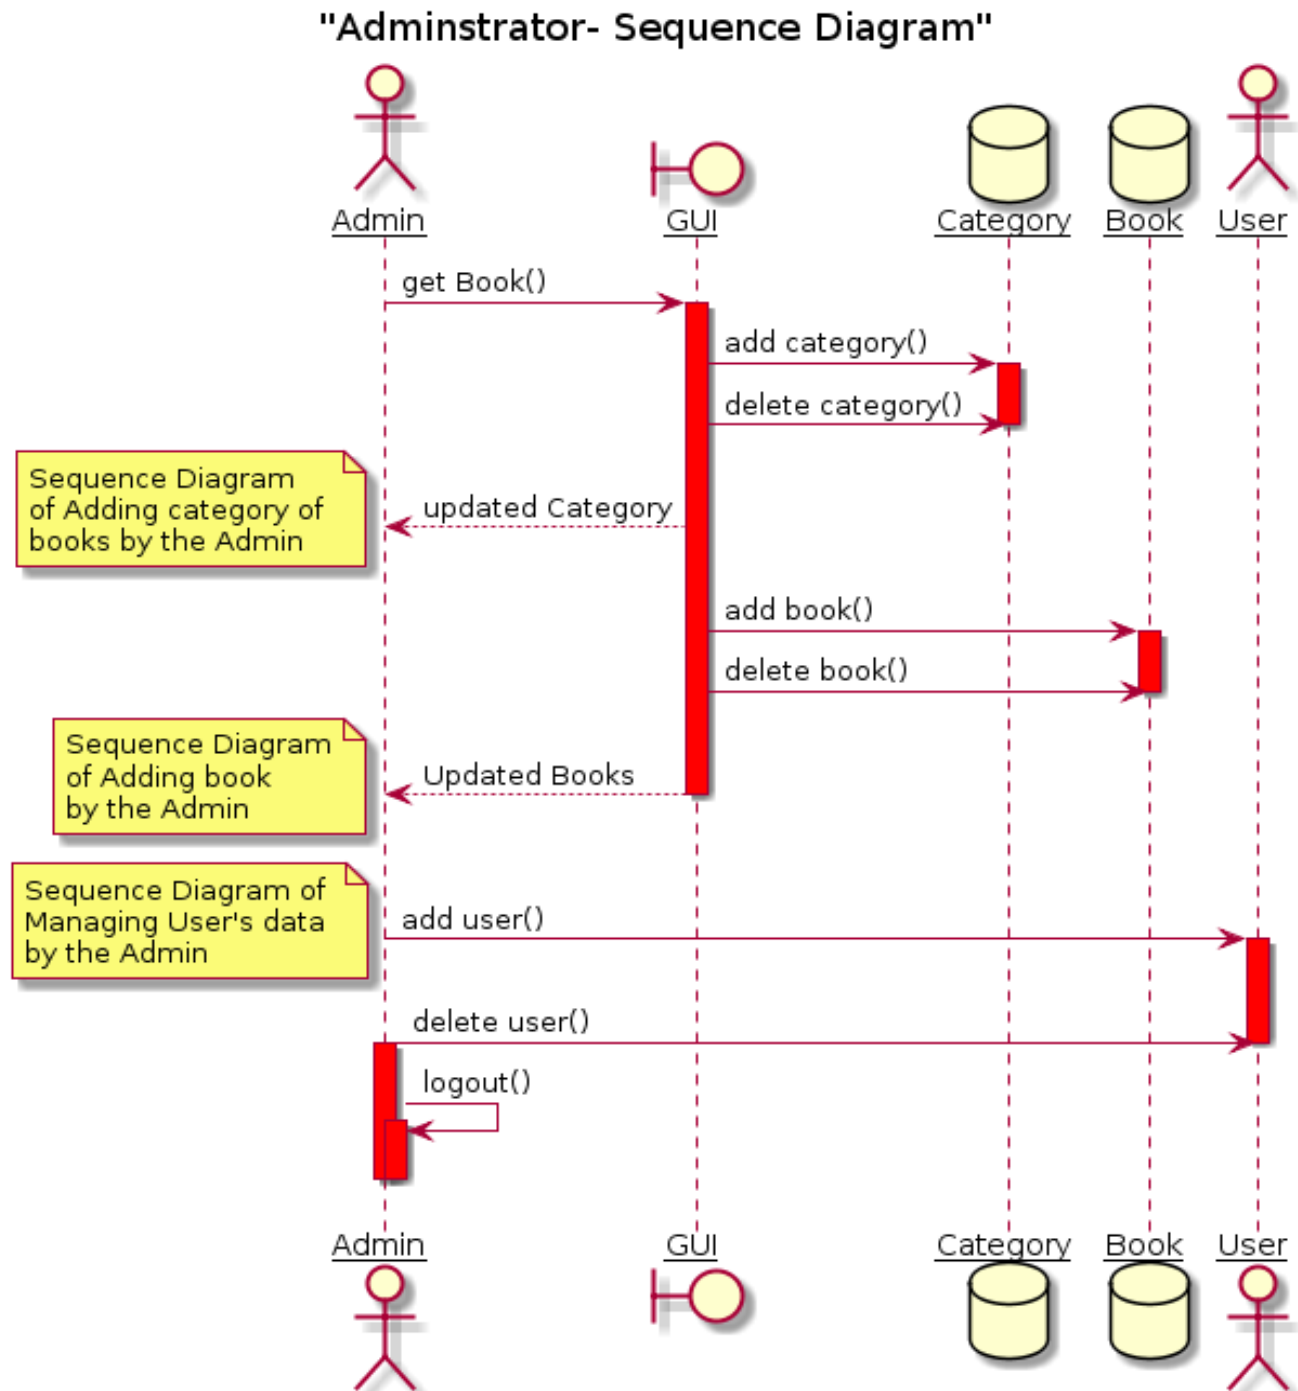 "Adminstrator- Sequence Diagram"
Admin
GUI
Category
Book
User
get Book()
add category()
delete category()
Sequence Diagram
of Adding category of
books by the Admin
updated Category
add book()
delete book()
Sequence Diagram
of Adding book
by the Admin
Updated Books
Sequence Diagram of
Managing User's data
by the Admin
add user()
delete user()
logout()
Admin
GUI
Category
Book
User